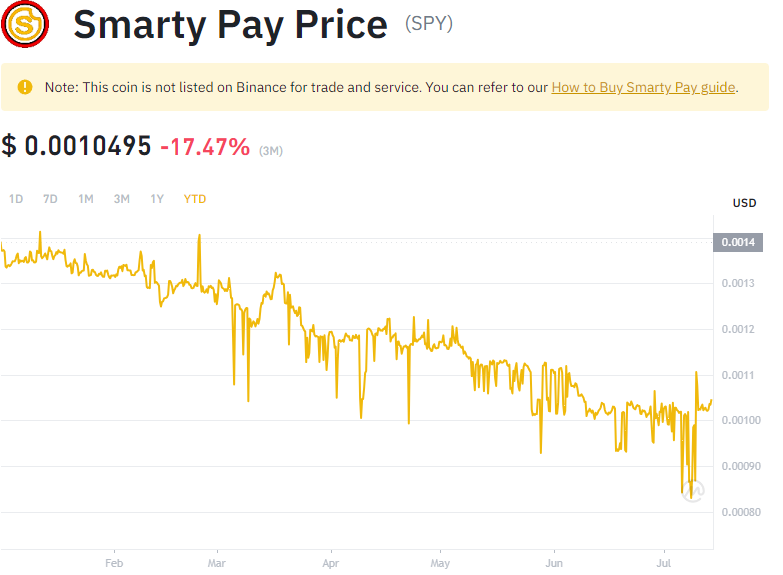 Smarty Pay Price (SPY)
Note: This coin is not listed on Binance for trade and service. You can refer to our How to Buy Smarty Pay guide.
$ 0.0010495 -17.47% (3M)
1D 7D 1M 3M 1Y YTD
USD
0.0014
0.0013
0.0012
0.0011
0.00100
0.00090
0.00080
Feb Mar Apr May Jun Jul